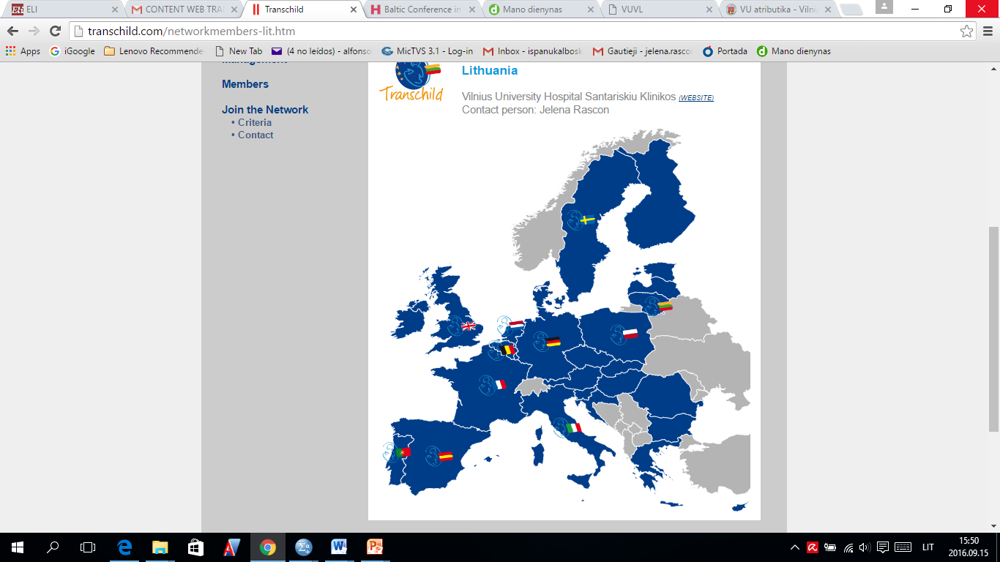 ELI
CONTENT WEB TRA
Transchild
Baltic Conference in
Mano dienynas
VUVL
VU atributika - Vilni
transchild.com/networkmembers-lit.htm
Apps
iGoogle
Lenovo Recommende
New Tab
(4 no leídos) - alfonso
MicTVS 3.1 - Log-in
Inbox - ispanukalbosk
Gautieji - jelena.rascon
Portada
Mano dienynas
Members
Join the Network
• Criteria
• Contact
Transchild
Lithuania
Vilnius University Hospital Santariskiu Klinikos (WEBSITE)
Contact person: Jelena Rascon
LIT
15:50
2016.09.15